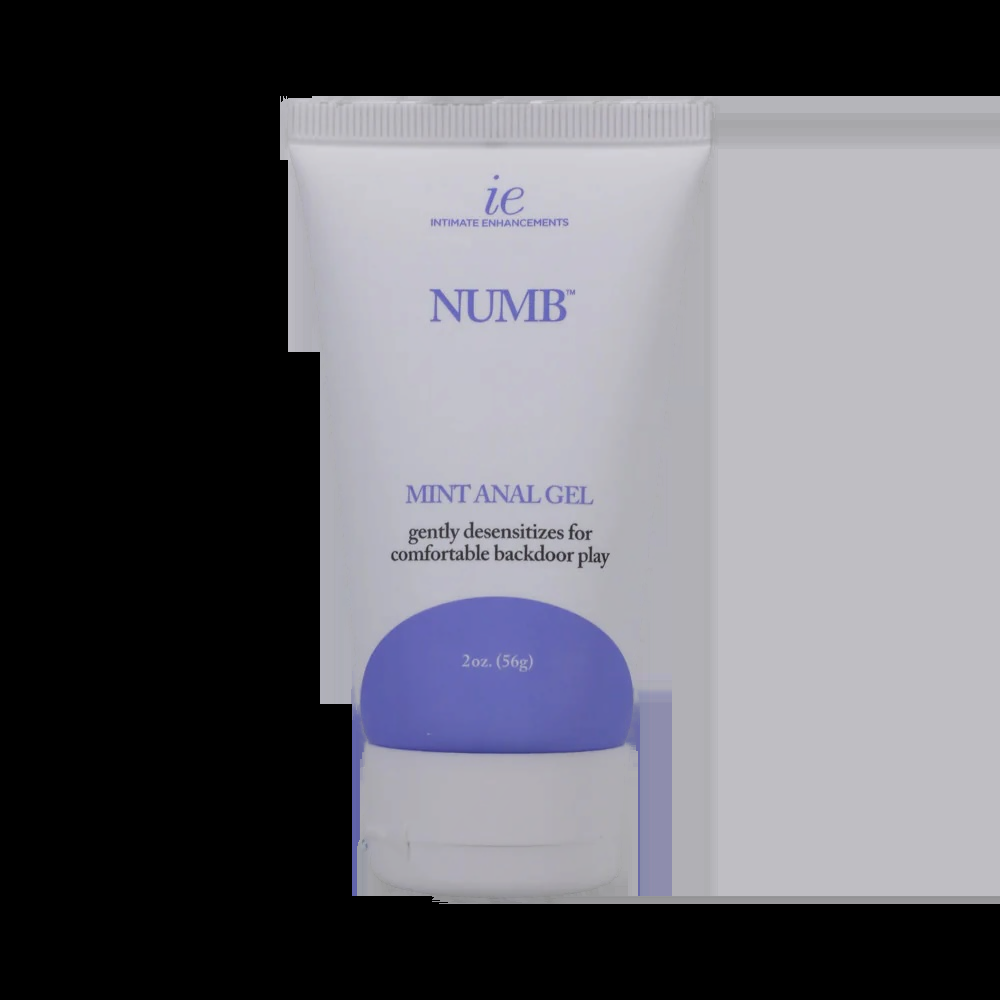 ie
INTIMATE ENHANCEMENTS
NUMB™
MINT ANAL GEL
gently desensitizes for
comfortable backdoor play
2oz. (56g)